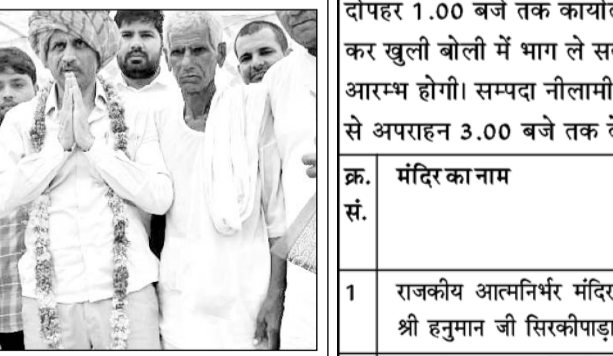 दोपहर 1.00 बजे तक कार्या
कर खुली बोली में भाग ले स
आरम्भ होगी। सम्पदा नीलामी
से अपराहन 3.00 बजे तक
क्र. मंदिर का नाम
सं.
1 राजकीय आत्मनिर्भर मंदिर
श्री हनुमान जी सिरकीपाड़ा